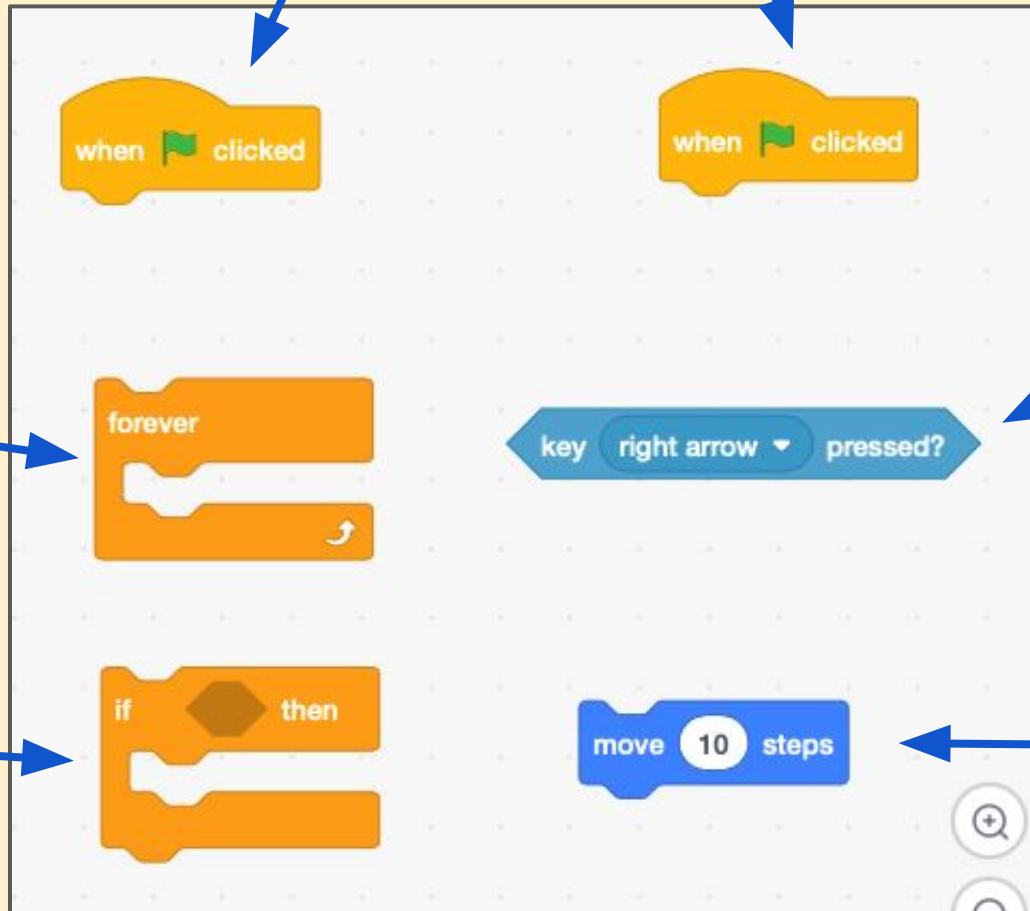 when clicked
when clicked
forever
key right arrow pressed?
if then
move 10 steps